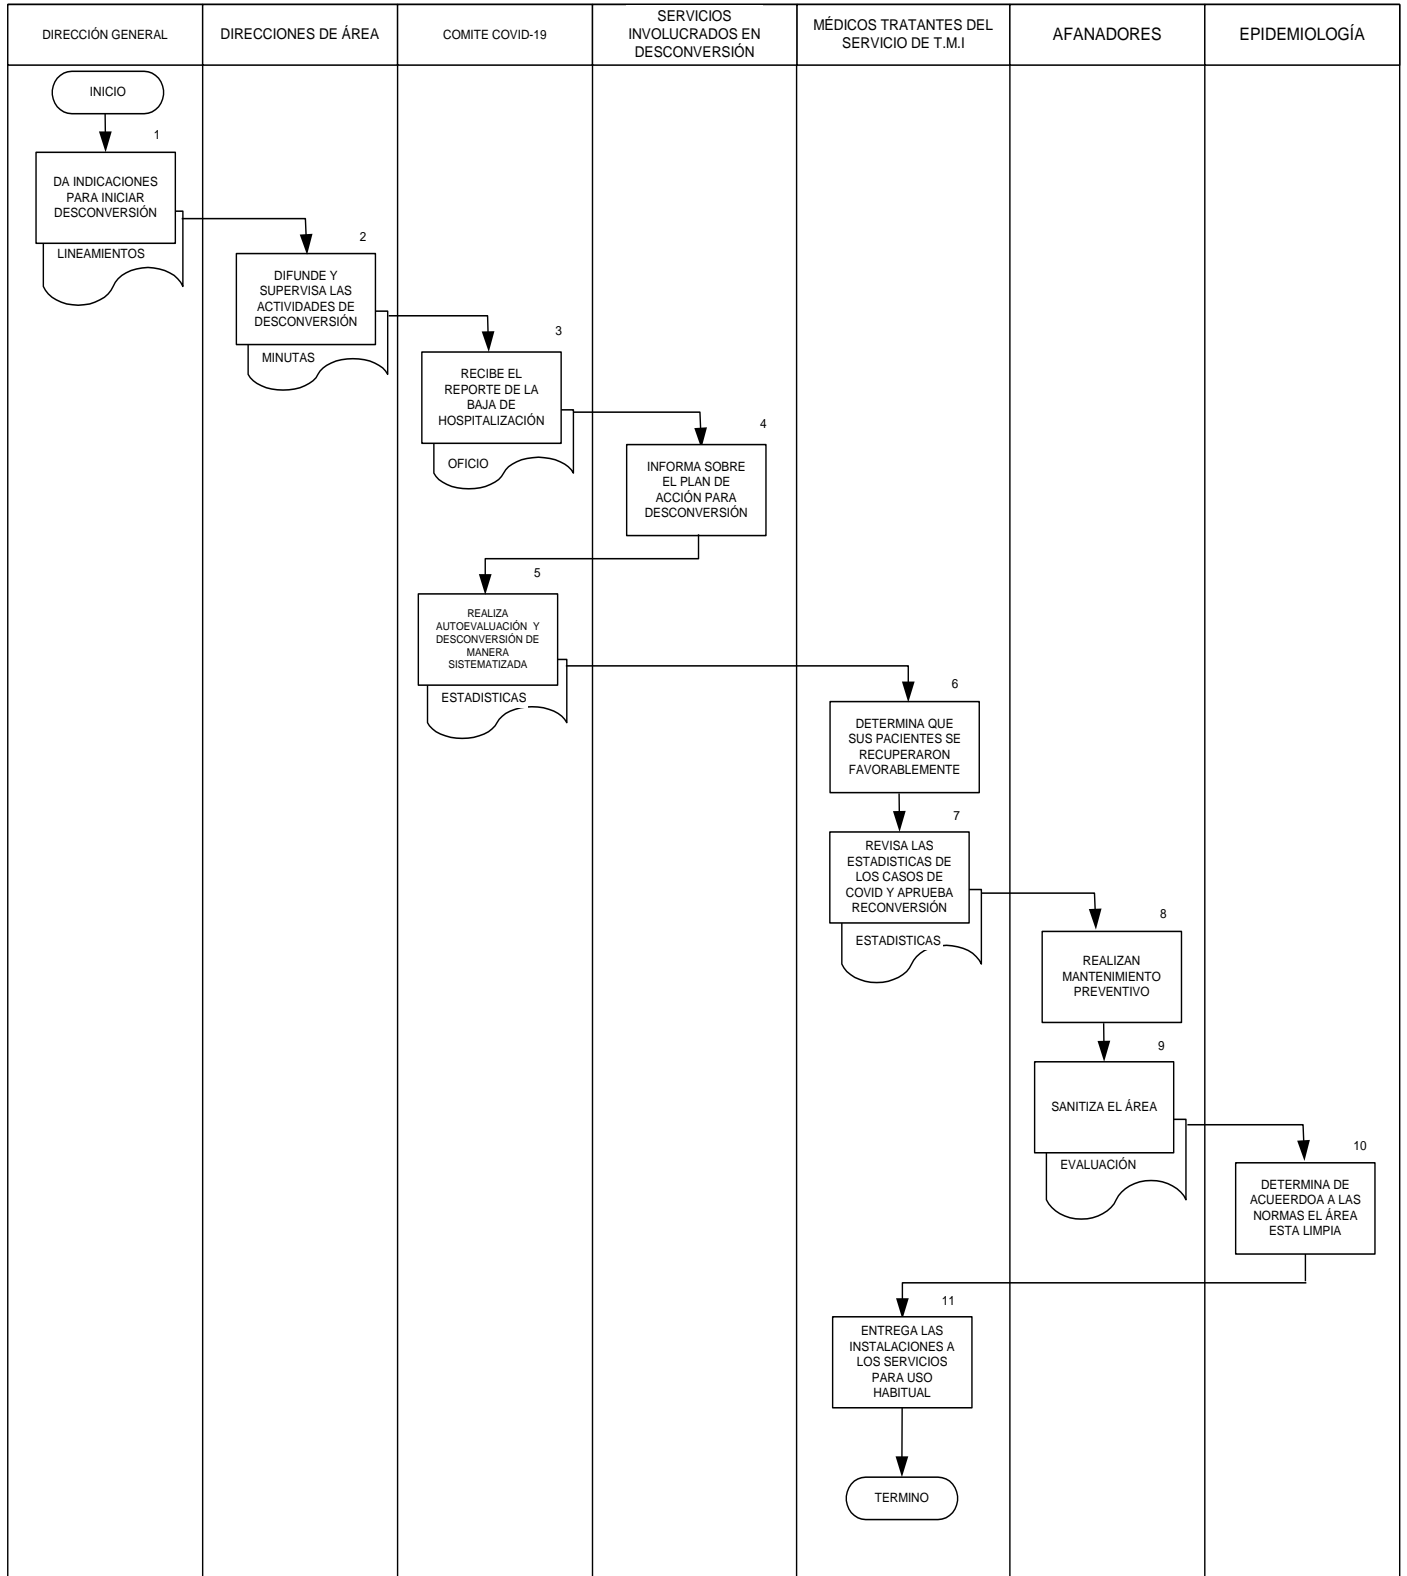 DIRECCIÓN GENERAL
DIRECCIONES DE ÁREA
COMITE COVID-19
SERVICIOS
INVOLUCRADOS EN
DESCONVERSIÓN
MÉDICOS TRATANTES DEL
SERVICIO DE T.M.I
AFANADORES
EPIDEMIOLOGÍA
INICIO
1
DA INDICACIONES
PARA INICIAR
DESCONVERSIÓN
LINEAMIENTOS
2
DIFUNDE Y
SUPERVISA LAS
ACTIVIDADES DE
DESCONVERSIÓN
MINUTAS
3
RECIBE EL
REPORTE DE LA
BAJA DE
HOSPITALIZACIÓN
OFICIO
4
INFORMA SOBRE
EL PLAN DE
ACCIÓN PARA
DESCONVERSIÓN
5
REALIZA
AUTOEVALUACIÓN Y
DESCONVERSIÓN DE
MANERA
SISTEMATIZADA
ESTADISTICAS
6
DETERMINA QUE
SUS PACIENTES SE
RECUPERARON
FAVORABLEMENTE
7
REVISA LAS
ESTADISTICAS DE
LOS CASOS DE
COVID Y APRUEBA
RECONVERSIÓN
ESTADISTICAS
8
REALIZAN
MANTENIMIENTO
PREVENTIVO
9
SANITIZA EL ÁREA
EVALUACIÓN
10
DETERMINA DE
ACUEERDOA A LAS
NORMAS EL ÁREA
ESTA LIMPIA
11
ENTREGA LAS
INSTALACIONES A
LOS SERVICIOS
PARA USO
HABITUAL
TERMINO